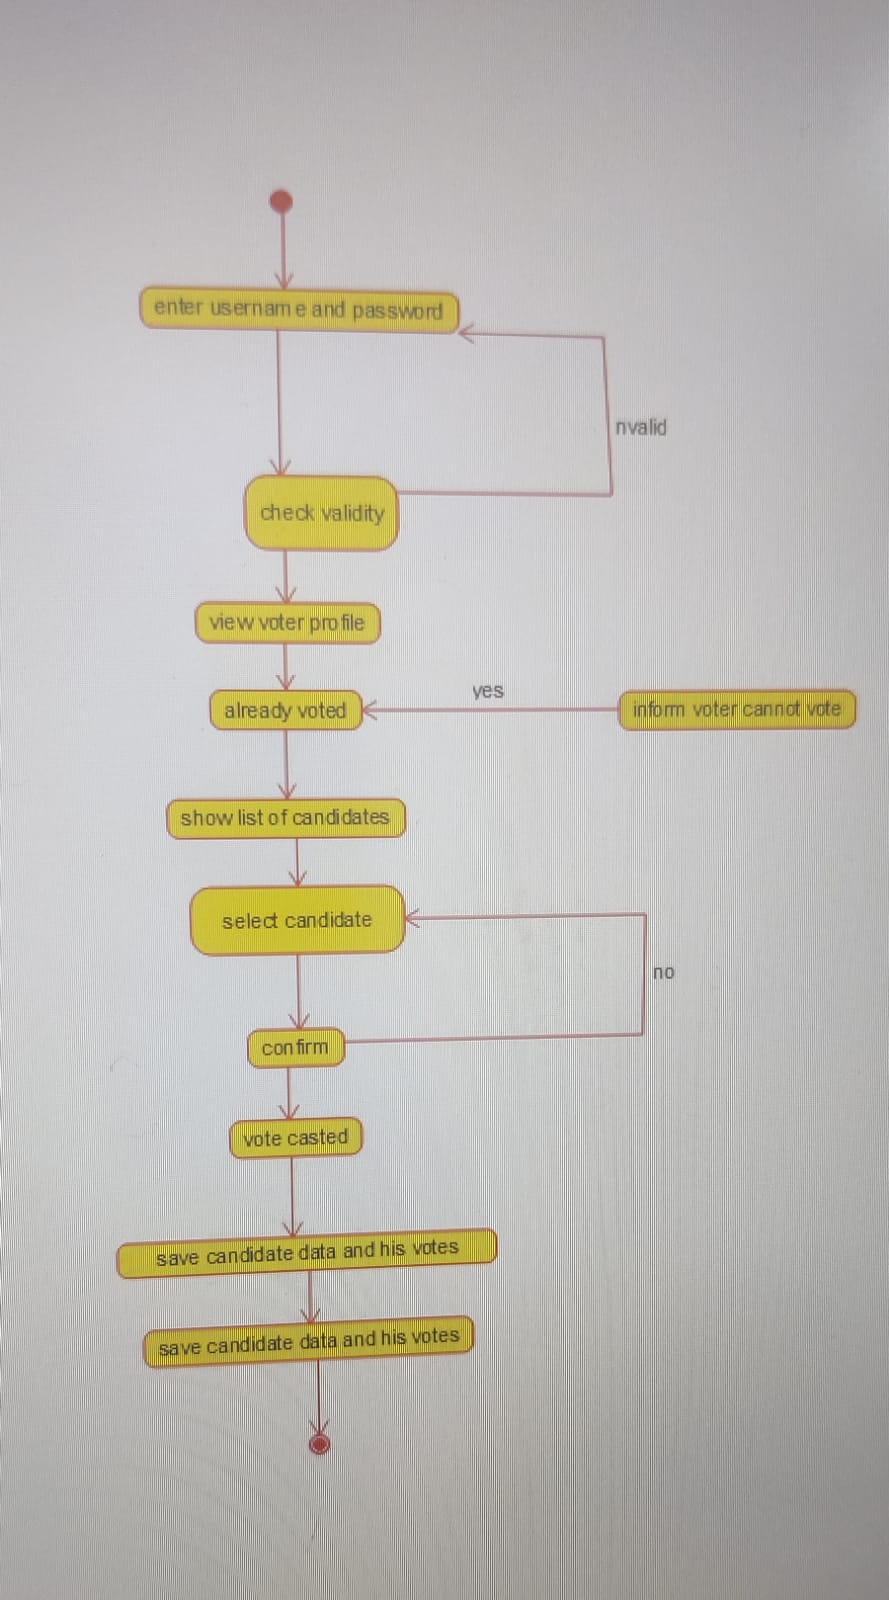 enter username and password
nvalid
check validity
view voter profile
yes
already voted
inform voter cannot vote
show list of candidates
select candidate
no
confirm
vote casted
save candidate data and his votes
save candidate data and his votes